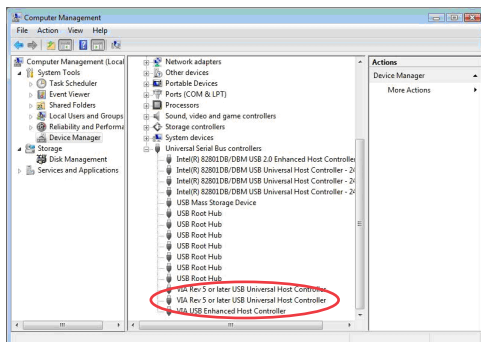 Computer Management
File Action View Help
Computer Management (Local
System Tools
Task Scheduler
Event Viewer
Shared Folders
Local Users and Groups
Reliability and Performa
Device Manager
Storage
Disk Management
Services and Applications
Network adapters
Other devices
Portable Devices
Ports (COM & LPT)
Processors
Sound, video and game controllers
Storage controllers
System devices
Universal Serial Bus controllers
Intel(R) 82801DB/DBM USB 2.0 Enhanced Host Controller
Intel(R) 82801DB/DBM USB Universal Host Controller - 24
Intel(R) 82801DB/DBM USB Universal Host Controller - 24
Intel(R) 82801DB/DBM USB Universal Host Controller - 24
USB Mass Storage Device
USB Root Hub
USB Root Hub
USB Root Hub
USB Root Hub
USB Root Hub
USB Root Hub
USB Root Hub
VIA Rev 5 or later USB Universal Host Controller
VIA Rev 5 or later USB Universal Host Controller
VIA USB Enhanced Host Controller
Actions
Device Manager
More Actions